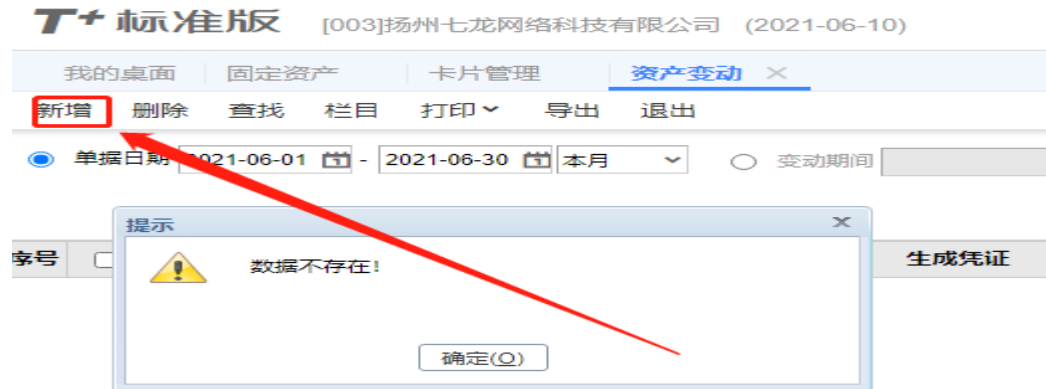 T+ 标准版 [003]扬州七龙网络科技有限公司 (2021-06-10)
我的桌面 固定资产 卡片管理 资产变动 ×
新增 删除 查找 栏目 打印 导出 退出
单据日期 2021-06-01 - 2021-06-30 本月 变动期间
提示 x
序号 生成凭证
数据不存在!
确定(O)